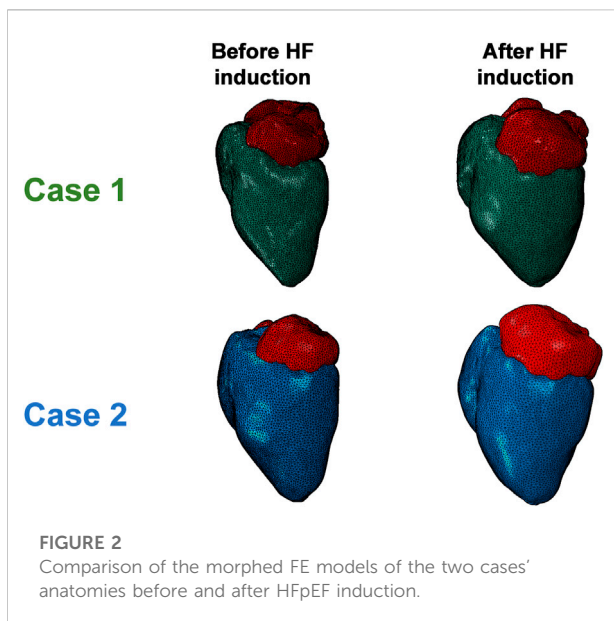 Before HF
induction
After HF
induction
Case 1
Case 2
FIGURE 2
Comparison of the morphed FE models of the two cases'
anatomies before and after HFpEF induction.